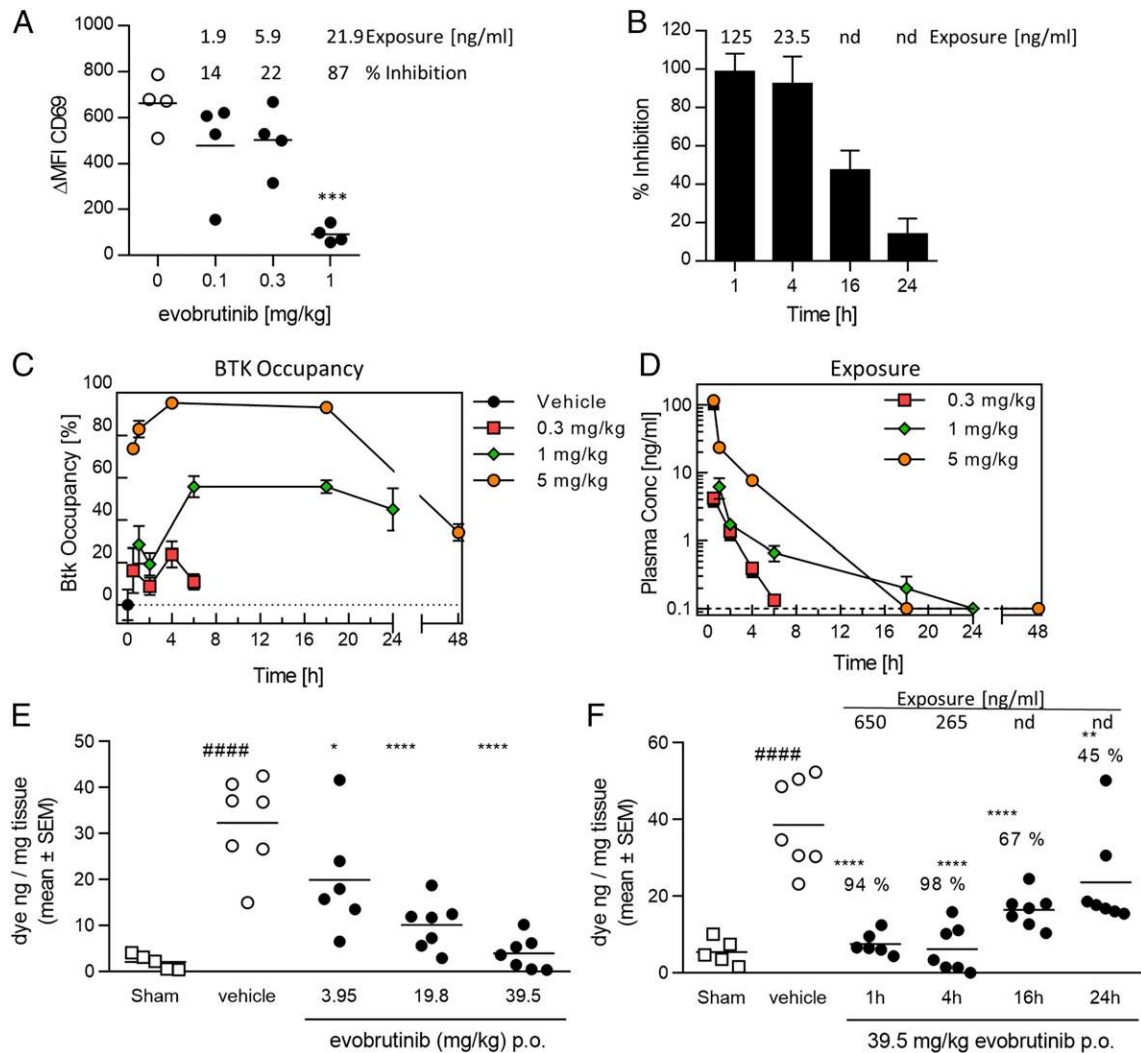 A
1000
800
600
400
200
0
ΔMFI CD69
1.9 5.9 21.9 Exposure [ng/ml]
14 22 87 % Inhibition
***
0 0.1 0.3 1
evobrutinib [mg/kg]
B
120
100
80
60
40
20
0
% Inhibition
125 23.5 nd nd Exposure [ng/ml]
1 4 16 24
Time [h]
C
BTK Occupancy
100
80
60
40
20
0
Btk Occupancy [%]
Vehicle
0.3 mg/kg
1 mg/kg
5 mg/kg
0 4 8 12 16 20 24 48
Time [h]
D
Exposure
100
10
1
0.1
Plasma Conc [ng/ml]
0.3 mg/kg
1 mg/kg
5 mg/kg
0 4 8 12 16 20 24 48
Time [h]
E
50
40
30
20
10
0
dye ng / mg tissue
(mean ± SEM)
#### * **** ****
Sham vehicle 3.95 19.8 39.5
evobrutinib (mg/kg) p.o.
F
Exposure [ng/ml]
650 265 nd nd
60
40
20
0
dye ng / mg tissue
(mean ± SEM)
####
****
94 %
****
98 %
****
67 %
**
45 %
Sham vehicle 1h 4h 16h 24h
39.5 mg/kg evobrutinib p.o.